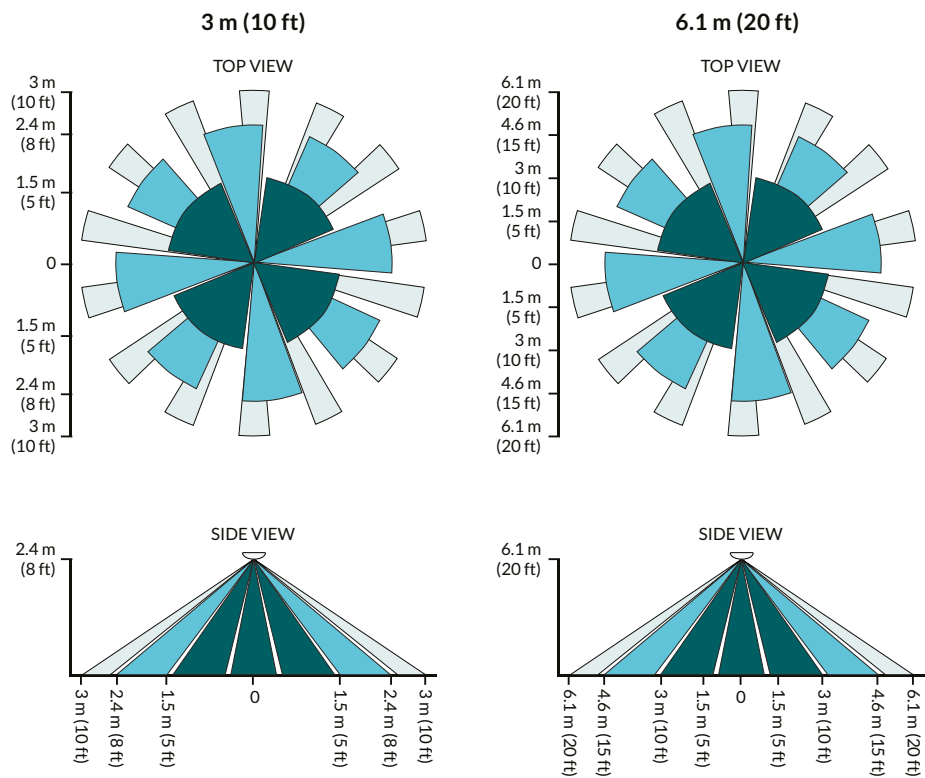 3 m (10 ft)
TOP VIEW
3 m
(10 ft)
2.4 m
(8 ft)
1.5 m
(5 ft)
0
1.5 m
(5 ft)
2.4 m
(8 ft)
3 m
(10 ft)
SIDE VIEW
2.4 m
(8 ft)
3 m (10 ft)
2.4 m (8 ft)
1.5 m (5 ft)
0
1.5 m (5 ft)
2.4 m (8 ft)
3 m (10 ft)
6.1 m (20 ft)
TOP VIEW
6.1 m
(20 ft)
4.6 m
(15 ft)
3 m
(10 ft)
1.5 m
(5 ft)
0
1.5 m
(5 ft)
3 m
(10 ft)
4.6 m
(15 ft)
6.1 m
(20 ft)
SIDE VIEW
6.1 m
(20 ft)
6.1 m (20 ft)
4.6 m (15 ft)
3 m (10 ft)
1.5 m (5 ft)
0
1.5 m (5 ft)
3 m (10 ft)
4.6 m (15 ft)
6.1 m (20 ft)